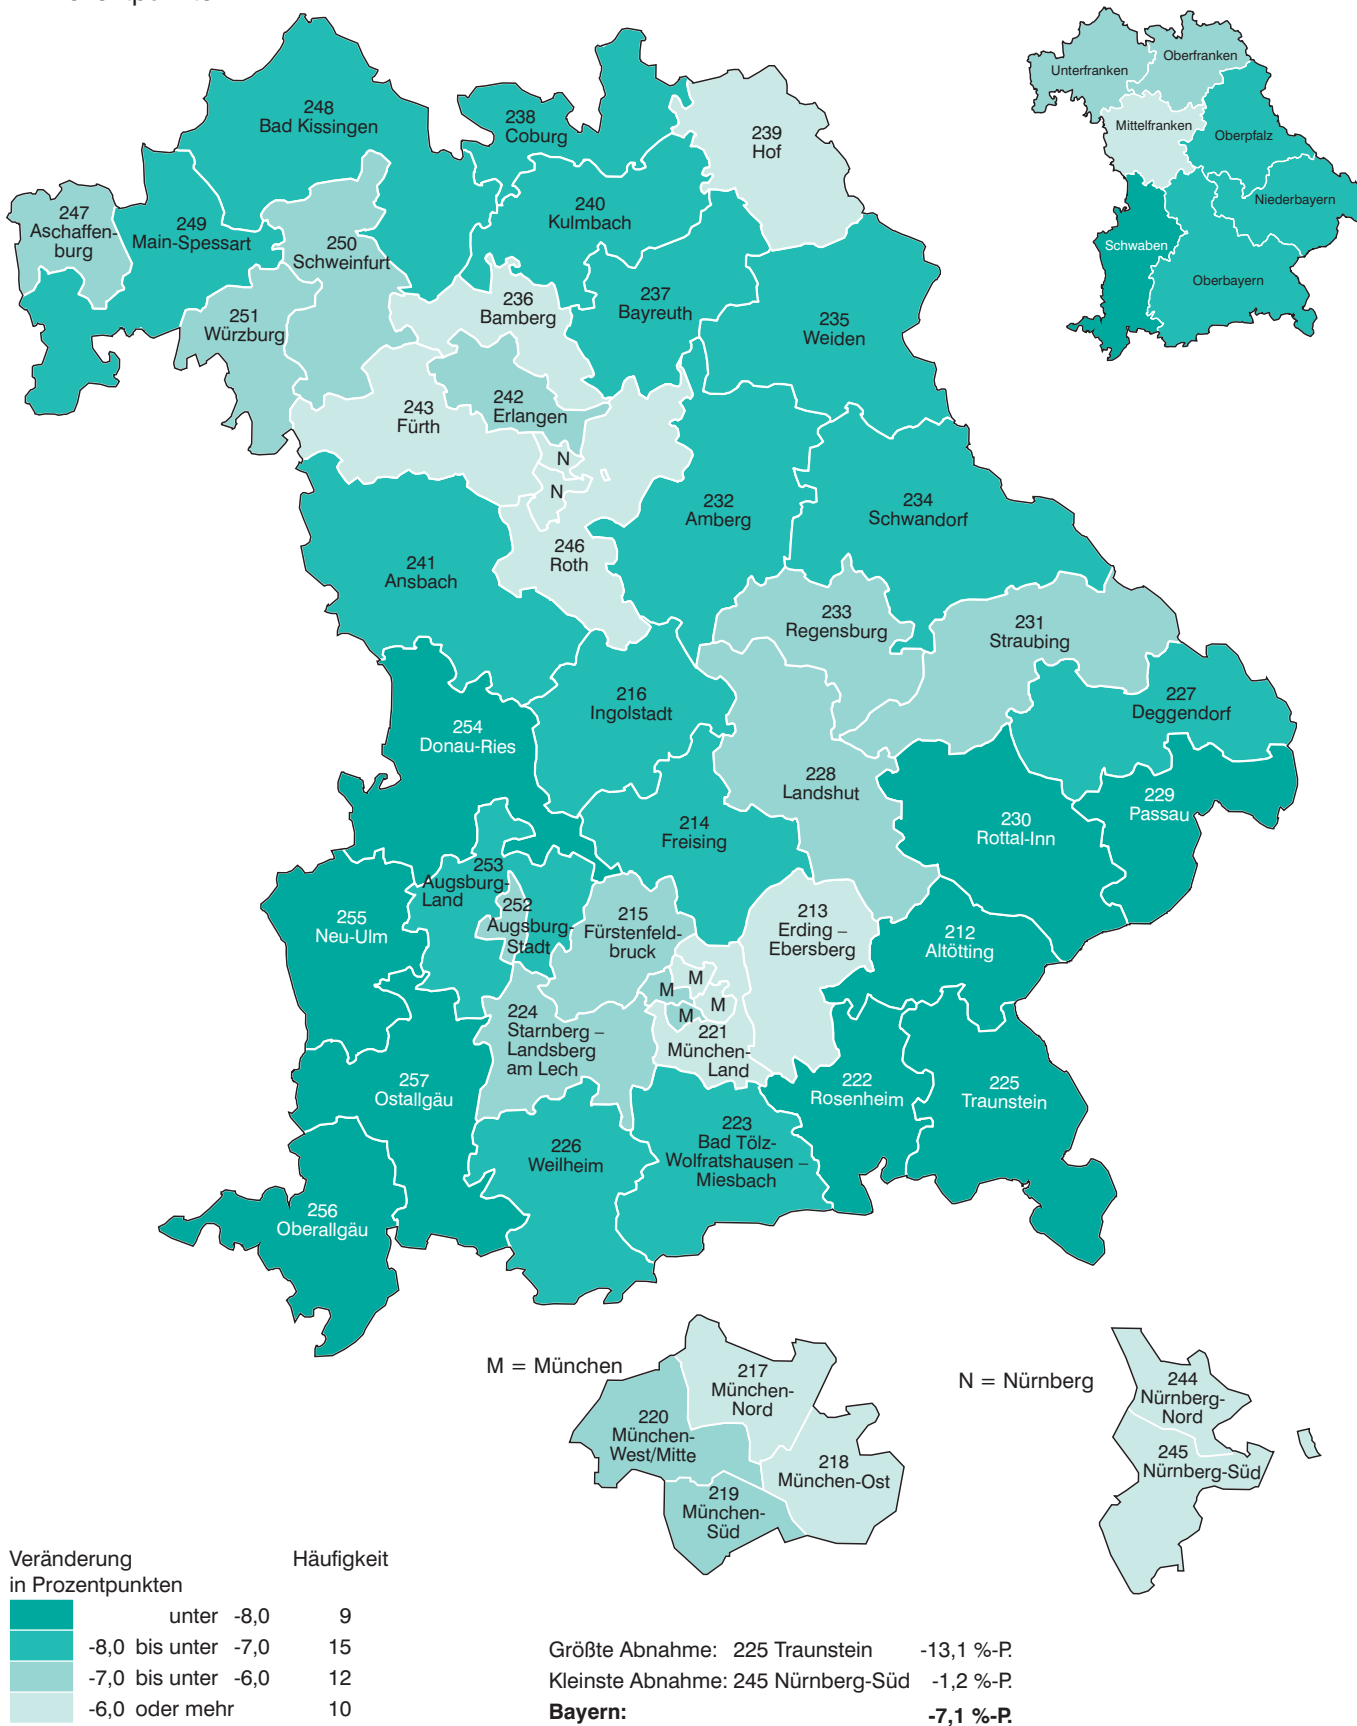 248
Bad Kissingen
238
Coburg
239
Hof
Unterfranken
Oberfranken
Mittelfranken
Oberpfalz
Niederbayern
Schwaben
Oberbayern
247
Aschaffen-
burg
249
Main-Spessart
250
Schweinfurt
240
Kulmbach
251
Würzburg
236
Bamberg
237
Bayreuth
235
Weiden
243
Fürth
242
Erlangen
N
N
232
Amberg
234
Schwandorf
241
Ansbach
246
Roth
233
Regensburg
231
Straubing
216
Ingolstadt
227
Deggendorf
254
Donau-Ries
228
Landshut
229
Passau
230
Rottal-Inn
214
Freising
253
Augsburg-
Land
252
Augsburg-
Stadt
215
Fürstenfeld-
bruck
213
Erding –
Ebersberg
255
Neu-Ulm
212
Altötting
M
M
M
M
224
Starnberg –
Landsberg
am Lech
221
München-
Land
257
Ostallgäu
222
Rosenheim
225
Traunstein
226
Weilheim
223
Bad Tölz-
Wolfratshausen –
Miesbach
256
Oberallgäu
M = München
217
München-
Nord
220
München-
West/Mitte
218
München-Ost
219
München-
Süd
N = Nürnberg
244
Nürnberg-
Nord
245
Nürnberg-Süd
Veränderung Häufigkeit
in Prozentpunkten
unter -8,0 9
-8,0 bis unter -7,0 15
-7,0 bis unter -6,0 12
-6,0 oder mehr 10
Größte Abnahme: 225 Traunstein -13,1 %-P.
Kleinste Abnahme: 245 Nürnberg-Süd -1,2 %-P.
Bayern: -7,1 %-P.